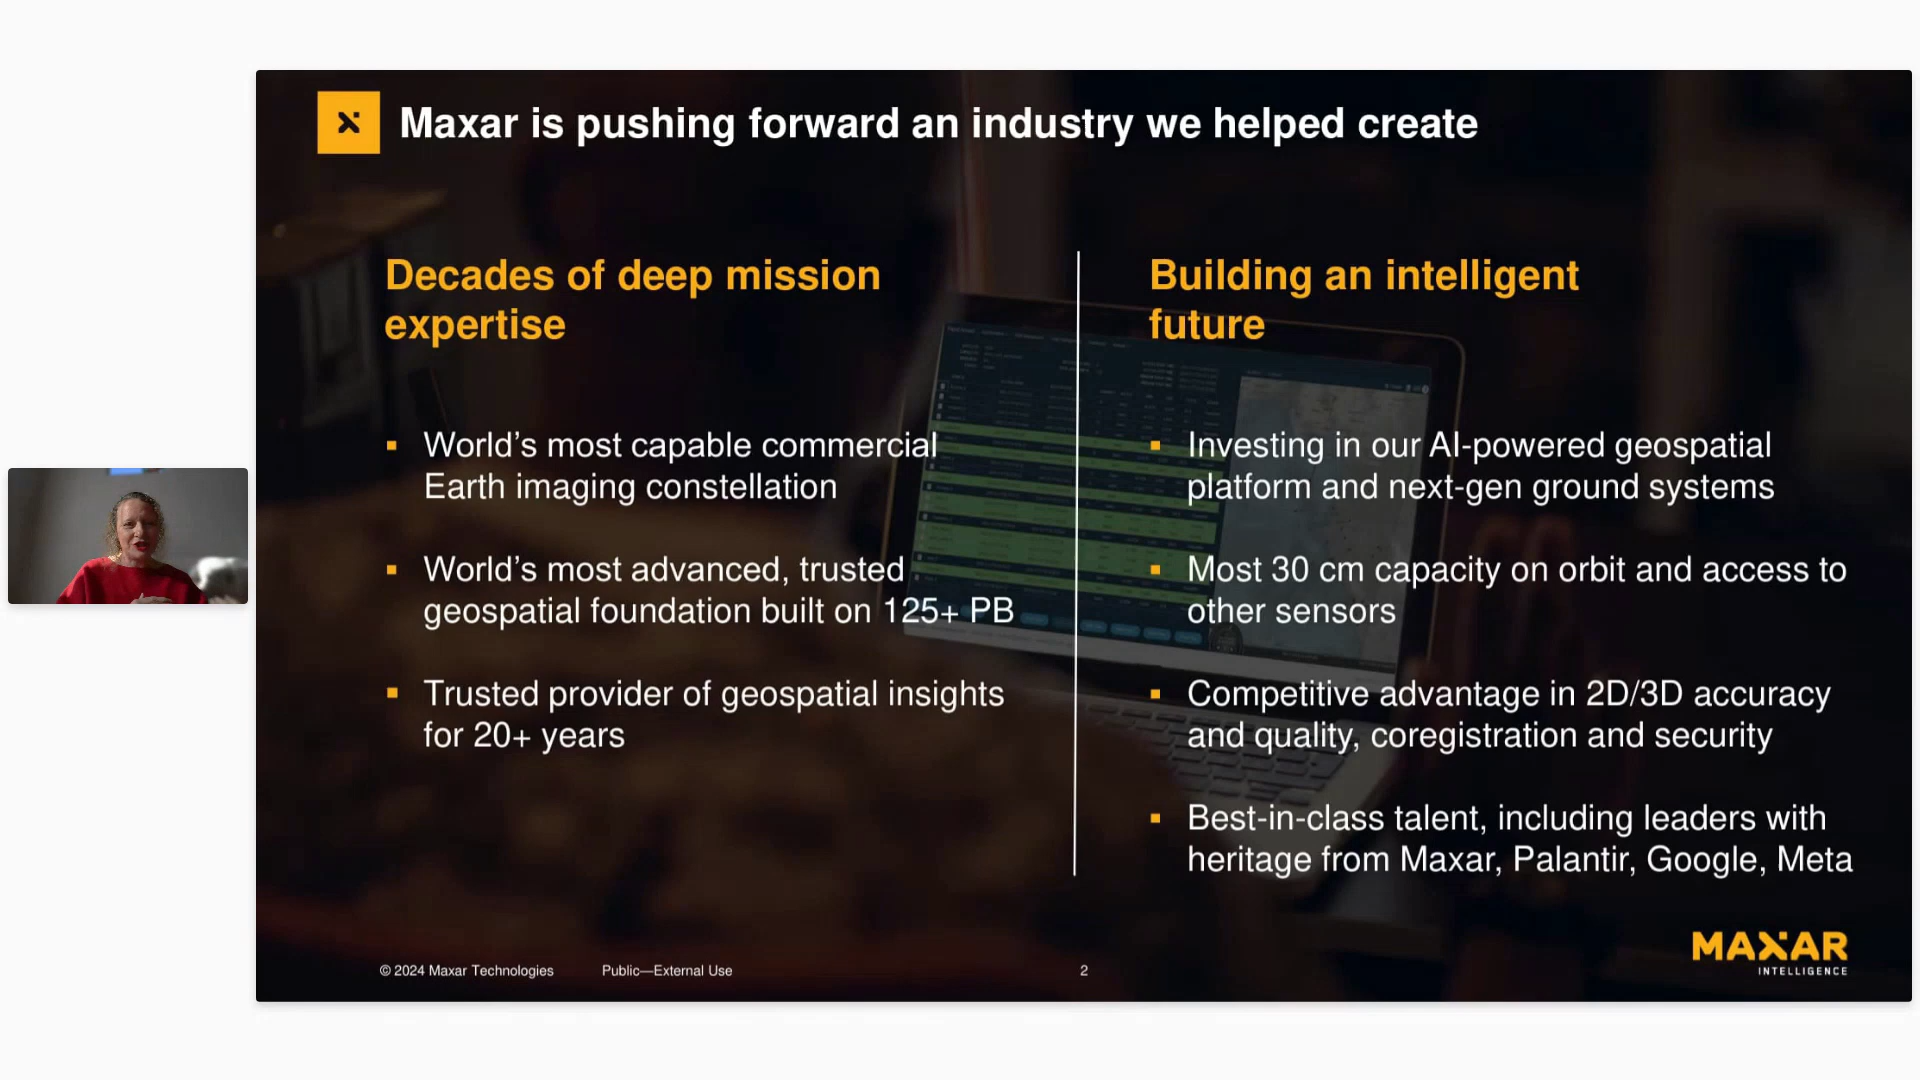 Maxar is pushing forward an industry we helped create
Decades of deep mission
expertise
▪ World’s most capable commercial
Earth imaging constellation
▪ World’s most advanced, trusted
geospatial foundation built on 125+ PB
▪ Trusted provider of geospatial insights
for 20+ years
Building an intelligent
future
▪ Investing in our AI-powered geospatial
platform and next-gen ground systems
▪ Most 30 cm capacity on orbit and access to
other sensors
▪ Competitive advantage in 2D/3D accuracy
and quality, coregistration and security
▪ Best-in-class talent, including leaders with
heritage from Maxar, Palantir, Google, Meta
© 2024 Maxar Technologies
Public—External Use
2
MAXAR
INTELLIGENCE